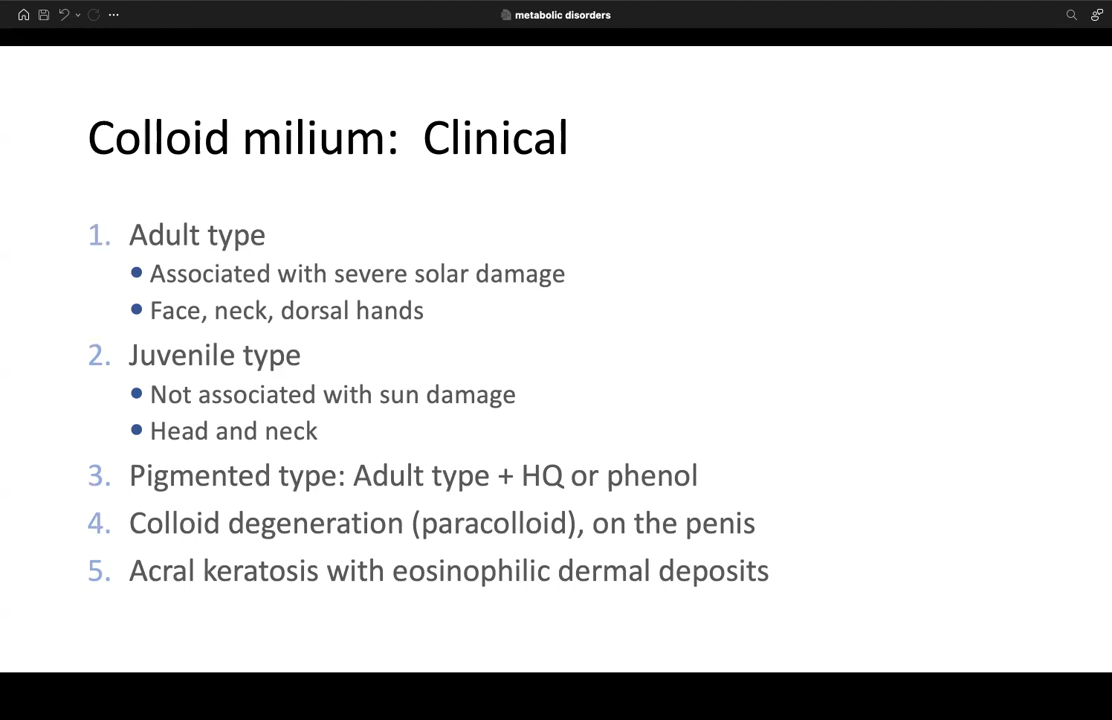 metabolic disorders
Colloid milium:  Clinical
1. Adult type
• Associated with severe solar damage
• Face, neck, dorsal hands
2. Juvenile type
• Not associated with sun damage
• Head and neck
3. Pigmented type: Adult type + HQ or phenol
4. Colloid degeneration (paracolloid), on the penis
5. Acral keratosis with eosinophilic dermal deposits